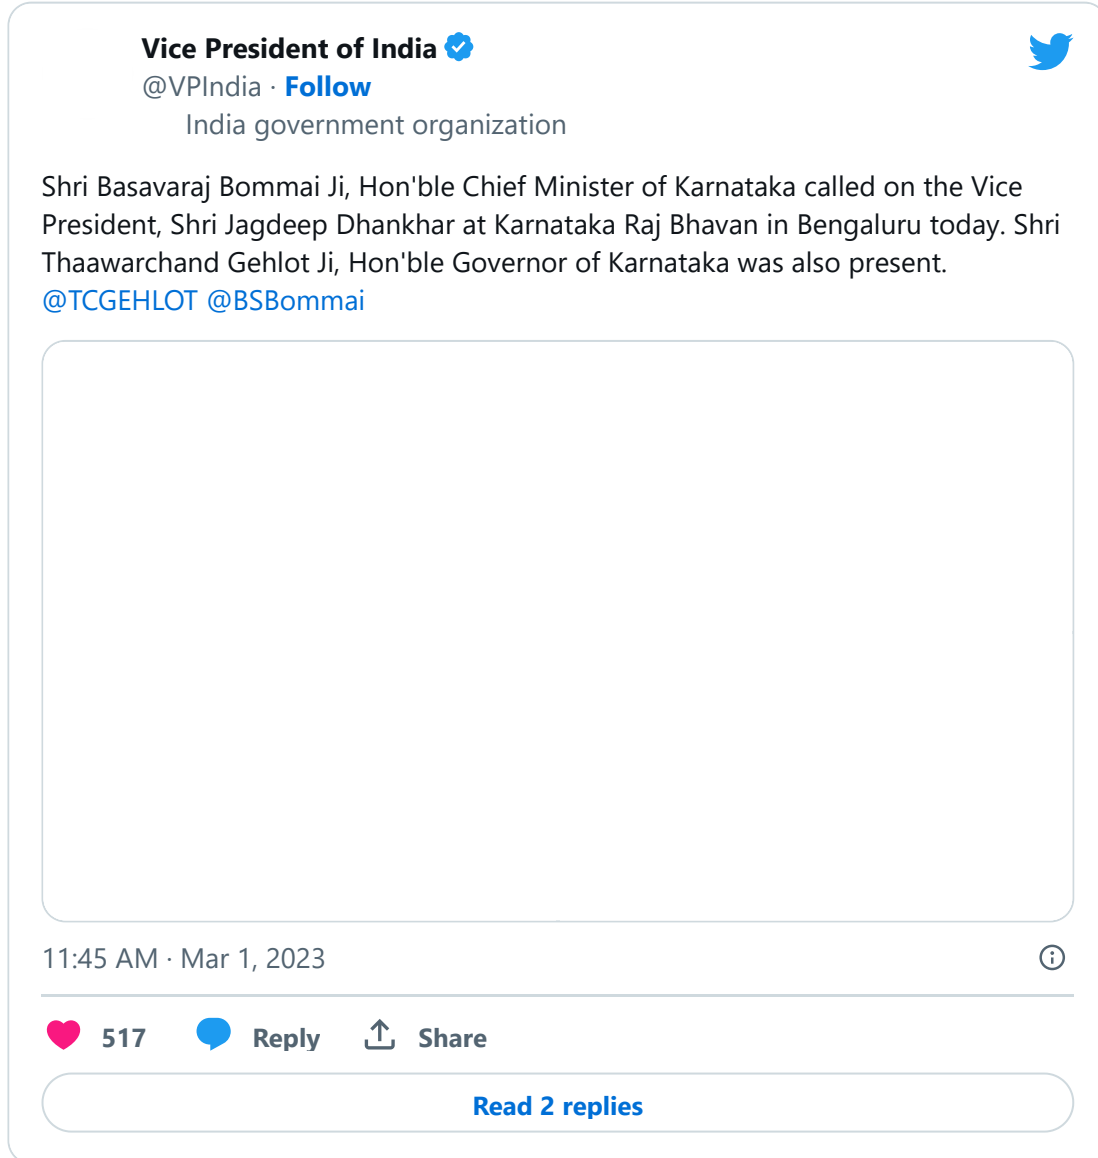 Vice President of India
@VPIndia · Follow
India government organization
Shri Basavaraj Bommai Ji, Hon'ble Chief Minister of Karnataka called on the Vice
President, Shri Jagdeep Dhankhar at Karnataka Raj Bhavan in Bengaluru today. Shri
Thaawarchand Gehlot Ji, Hon'ble Governor of Karnataka was also present.
@TCGEHLOT @BSBommai
11:45 AM · Mar 1, 2023
517 Reply Share
Read 2 replies